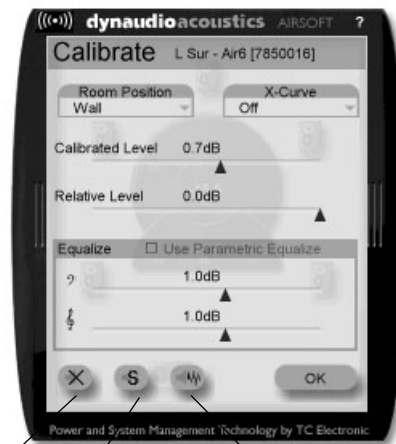 ((•)) dynaudioacoustics AIRSOFT ?
Calibrate L Sur - Air6 [7850016]
Room Position X-Curve
Wall Off
Calibrated Level 0.7dB
Relative Level 0.0dB
Equalize Use Parametric Equalize
1.0dB
1.0dB
S OK
Power and System Management Technology by TC Electronic